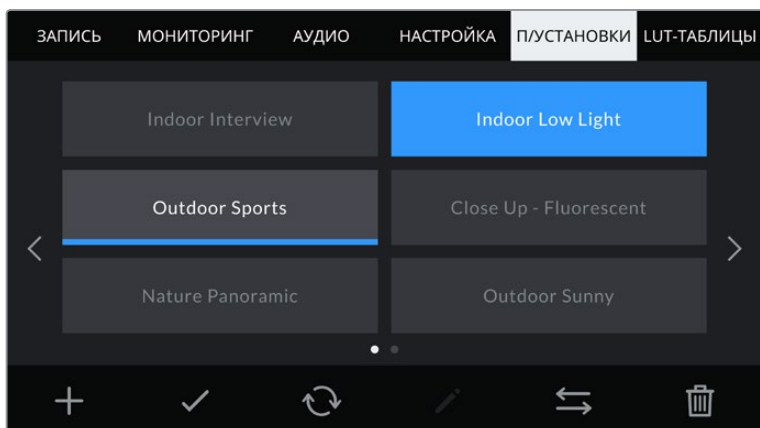 ЗАПИСЬ МОНИТОРИНГ АУДИО НАСТРОЙКА П/УСТАНОВКИ LUT-ТАБЛИЦЫ
Indoor Interview Indoor Low Light
Outdoor Sports Close Up - Fluorescent
Nature Panoramic Outdoor Sunny